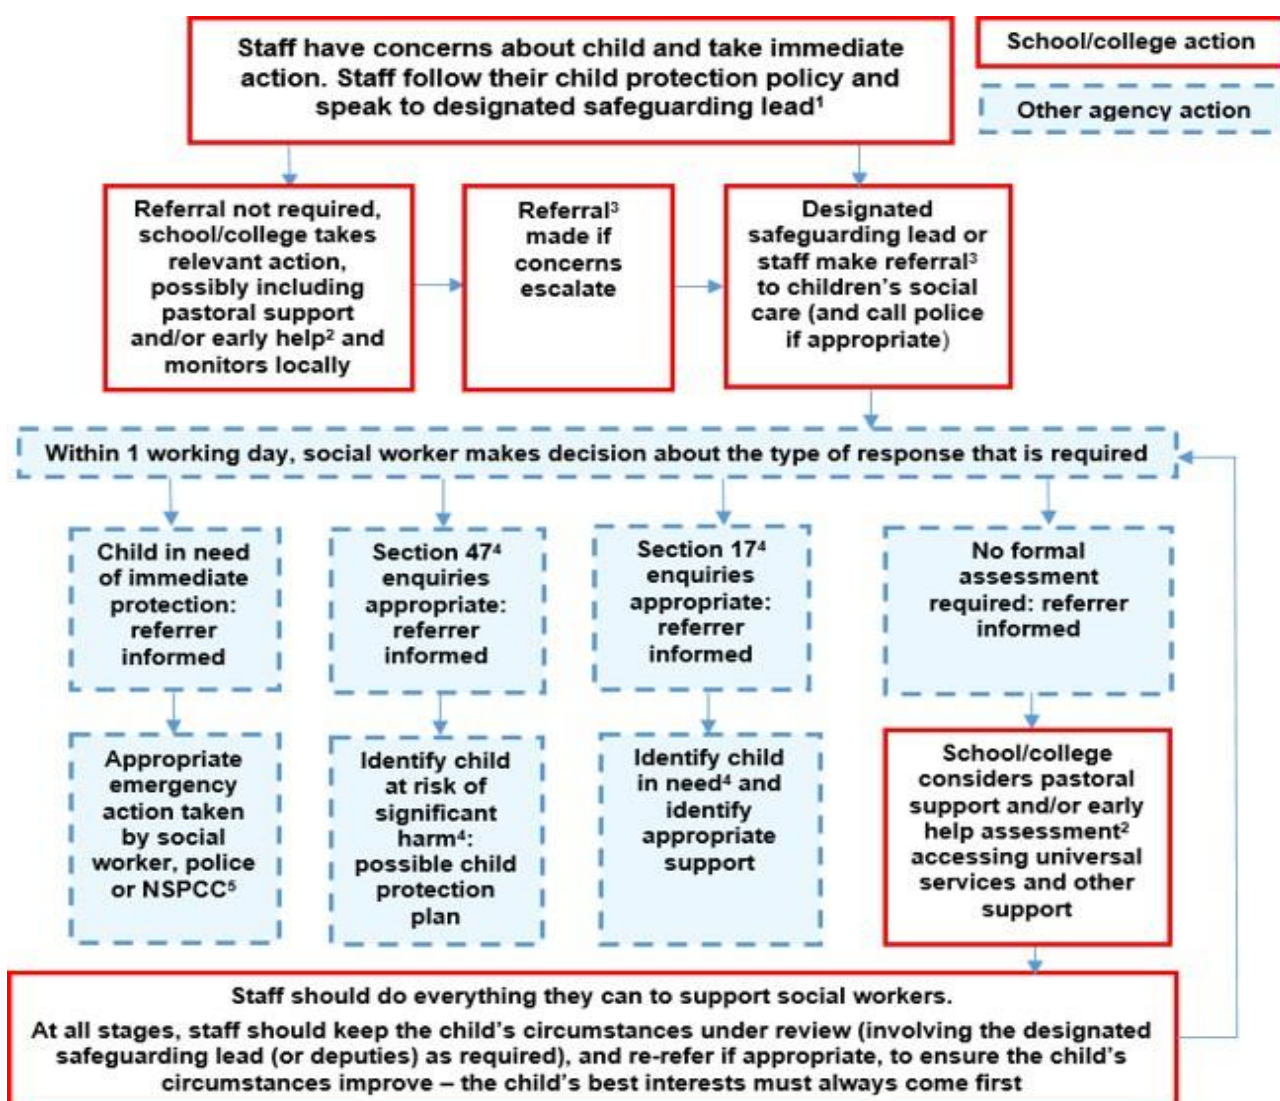 Staff have concerns about child and take immediate
action. Staff follow their child protection policy and
speak to designated safeguarding lead¹
School/college action
Other agency action
Referral not required,
school/college takes
relevant action,
possibly including
pastoral support
and/or early help² and
monitors locally
Referral³
made if
concerns
escalate
Designated
safeguarding lead or
staff make referral³
to children's social
care (and call police
if appropriate)
Within 1 working day, social worker makes decision about the type of response that is required
Child in need
of immediate
protection:
referrer
informed
Section 47⁴
enquiries
appropriate:
referrer
informed
Section 17⁴
enquiries
appropriate:
referrer
informed
No formal
assessment
required: referrer
informed
Appropriate
emergency
action taken
by social
worker, police
or NSPCC⁵
Identify child
at risk of
significant
harm⁴:
possible child
protection
plan
Identify child
in need⁴ and
identify
appropriate
support
School/college
considers pastoral
support and/or early
help assessment²
accessing universal
services and other
support
Staff should do everything they can to support social workers.
At all stages, staff should keep the child's circumstances under review (involving the designated
safeguarding lead (or deputies) as required), and re-refer if appropriate, to ensure the child's
circumstances improve – the child's best interests must always come first